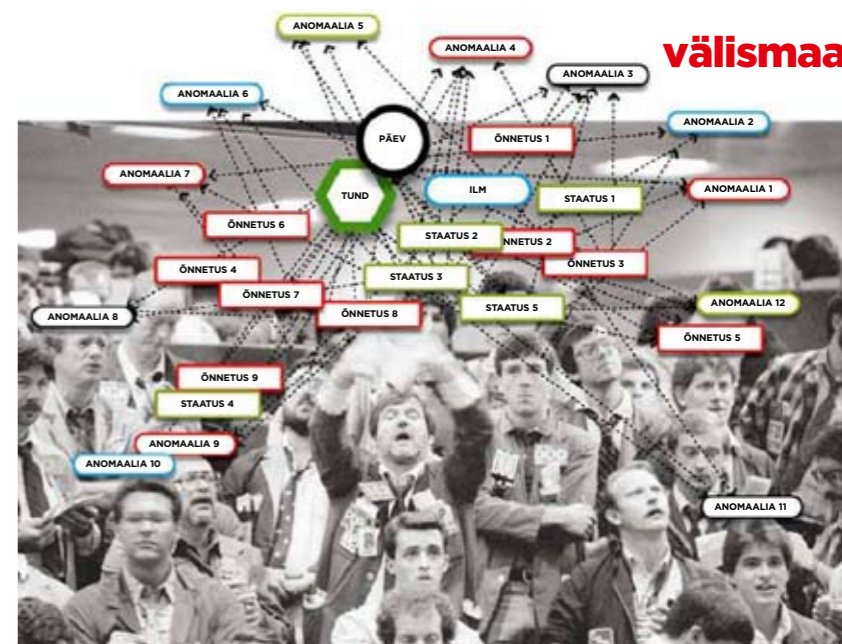 ANOMAALIA 5
ANOMAALIA 4
välismaa
ANOMAALIA 3
ANOMAALIA 6
ANOMAALIA 2
PÄEV
ÕNNETUS 1
ANOMAALIA 7
TUND
ILM
STAATUS 1
ANOMAALIA 1
ÕNNETUS 6
STAATUS 2
NNETUS 2
ÕNNETUS 3
ÕNNETUS 4
STAATUS 3
ÕNNETUS 7
ANOMAALIA 8
ÕNNETUS 8
STAATUS 5
ANOMAALIA 12
ÕNNETUS 5
ÕNNETUS 9
STAATUS 4
ANOMAALIA 9
ANOMAALIA 10
ANOMAALIA 11